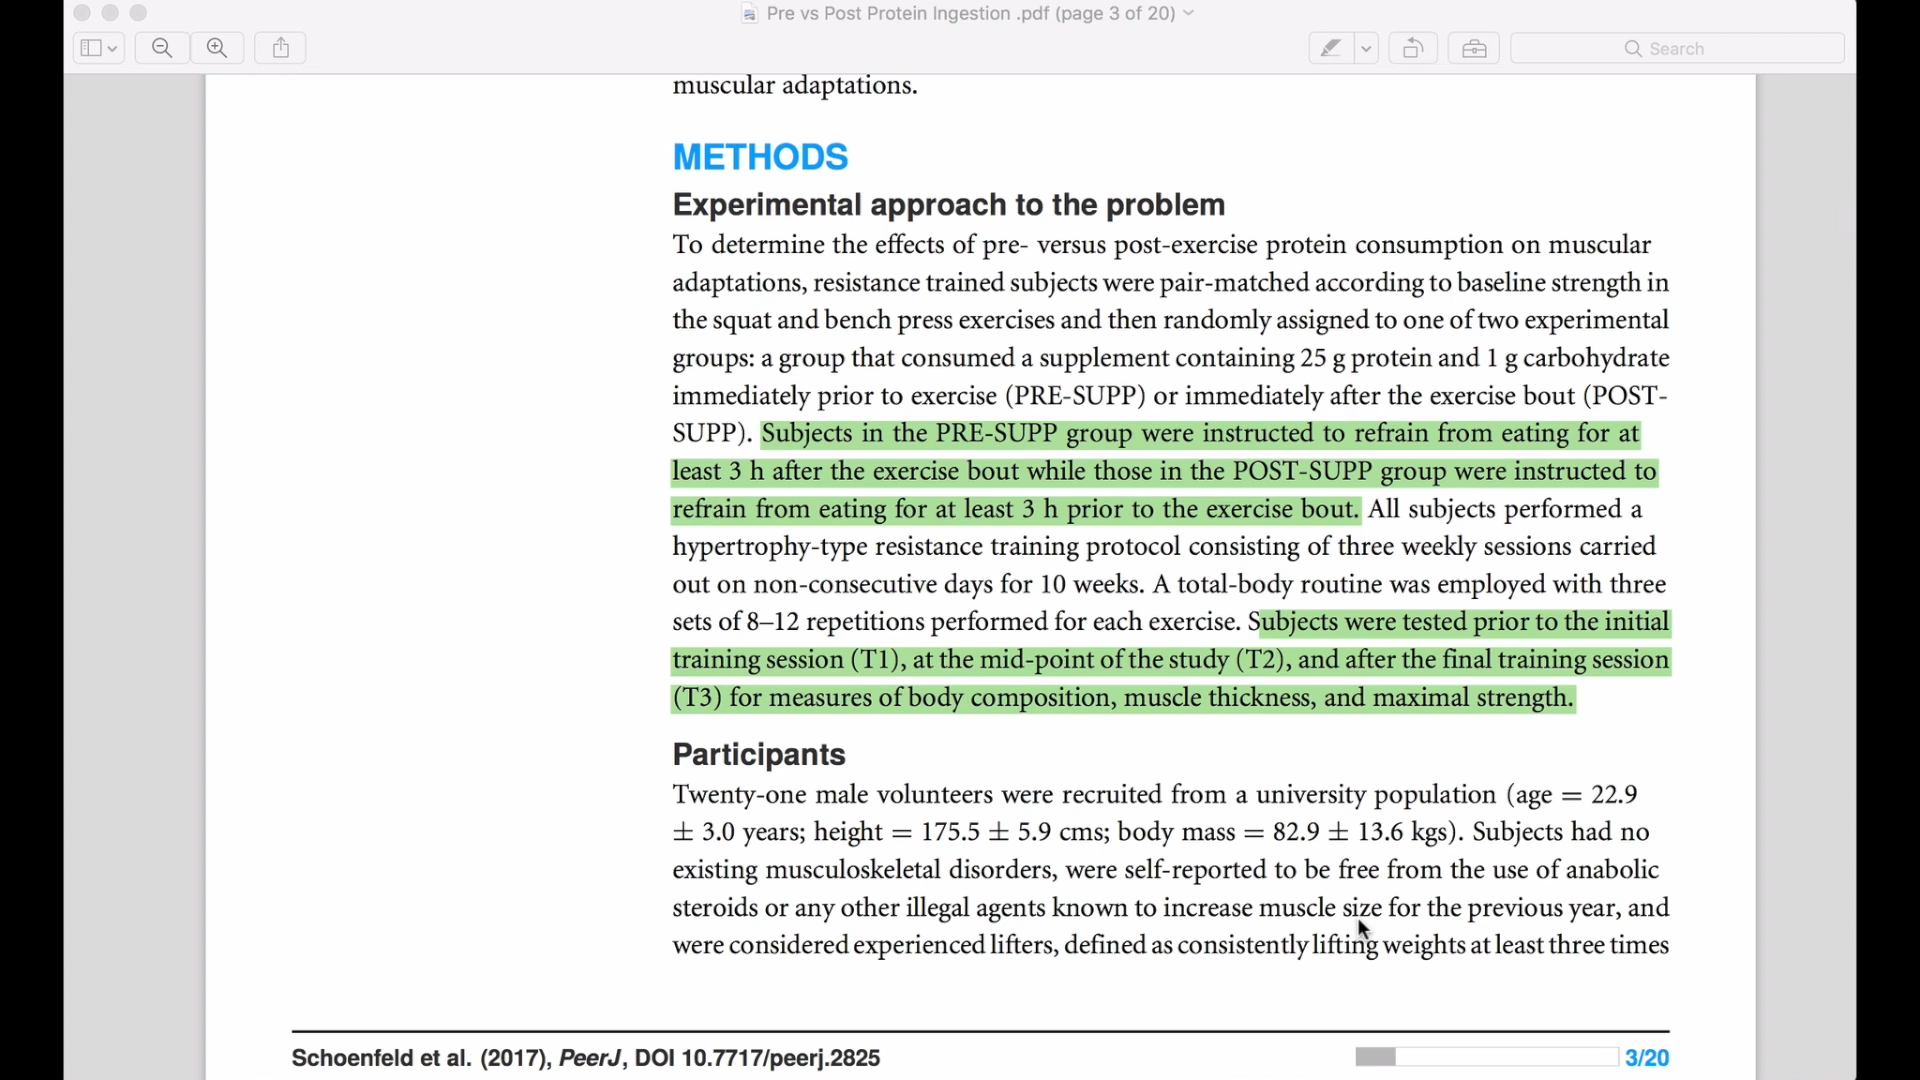 Pre vs Post Protein Ingestion .pdf (page 3 of 20)
Search
muscular adaptations.
METHODS
Experimental approach to the problem
To determine the effects of pre- versus post-exercise protein consumption on muscular
adaptations, resistance trained subjects were pair-matched according to baseline strength in
the squat and bench press exercises and then randomly assigned to one of two experimental
groups: a group that consumed a supplement containing 25 g protein and 1 g carbohydrate
immediately prior to exercise (PRE-SUPP) or immediately after the exercise bout (POST-
SUPP). Subjects in the PRE-SUPP group were instructed to refrain from eating for at
least 3 h after the exercise bout while those in the POST-SUPP group were instructed to
refrain from eating for at least 3 h prior to the exercise bout. All subjects performed a
hypertrophy-type resistance training protocol consisting of three weekly sessions carried
out on non-consecutive days for 10 weeks. A total-body routine was employed with three
sets of 8–12 repetitions performed for each exercise. Subjects were tested prior to the initial
training session (T1), at the mid-point of the study (T2), and after the final training session
(T3) for measures of body composition, muscle thickness, and maximal strength.
Participants
Twenty-one male volunteers were recruited from a university population (age = 22.9
± 3.0 years; height = 175.5 ± 5.9 cms; body mass = 82.9 ± 13.6 kgs). Subjects had no
existing musculoskeletal disorders, were self-reported to be free from the use of anabolic
steroids or any other illegal agents known to increase muscle size for the previous year, and
were considered experienced lifters, defined as consistently lifting weights at least three times
Schoenfeld et al. (2017), PeerJ, DOI 10.7717/peerj.2825
3/20